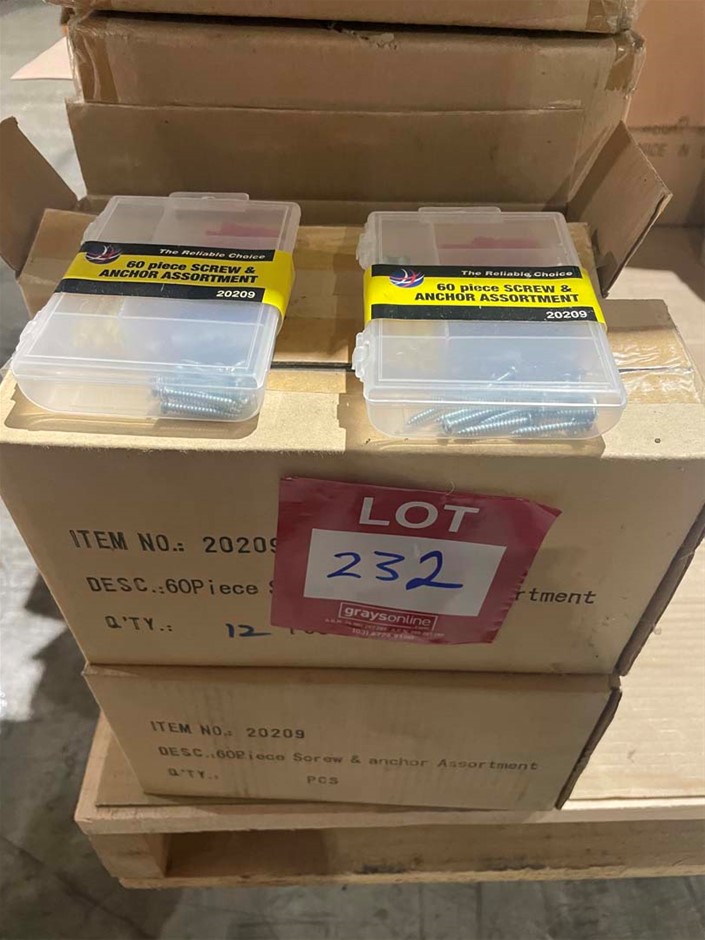 The Reliable Choice
60 piece SCREW &
ANCHOR ASSORTMENT
20209
The Reliable Choice
60 piece SCREW &
ANCHOR ASSORTMENT
20209
LOT
232
graysonline
ITEM NO.: 20209
DESC.:60Piece S
rtment
Q'TY.: 12
ITEM NO.: 20209
DESC.:60Piece Screw & anchor Assortment
Q'TY.: PCS